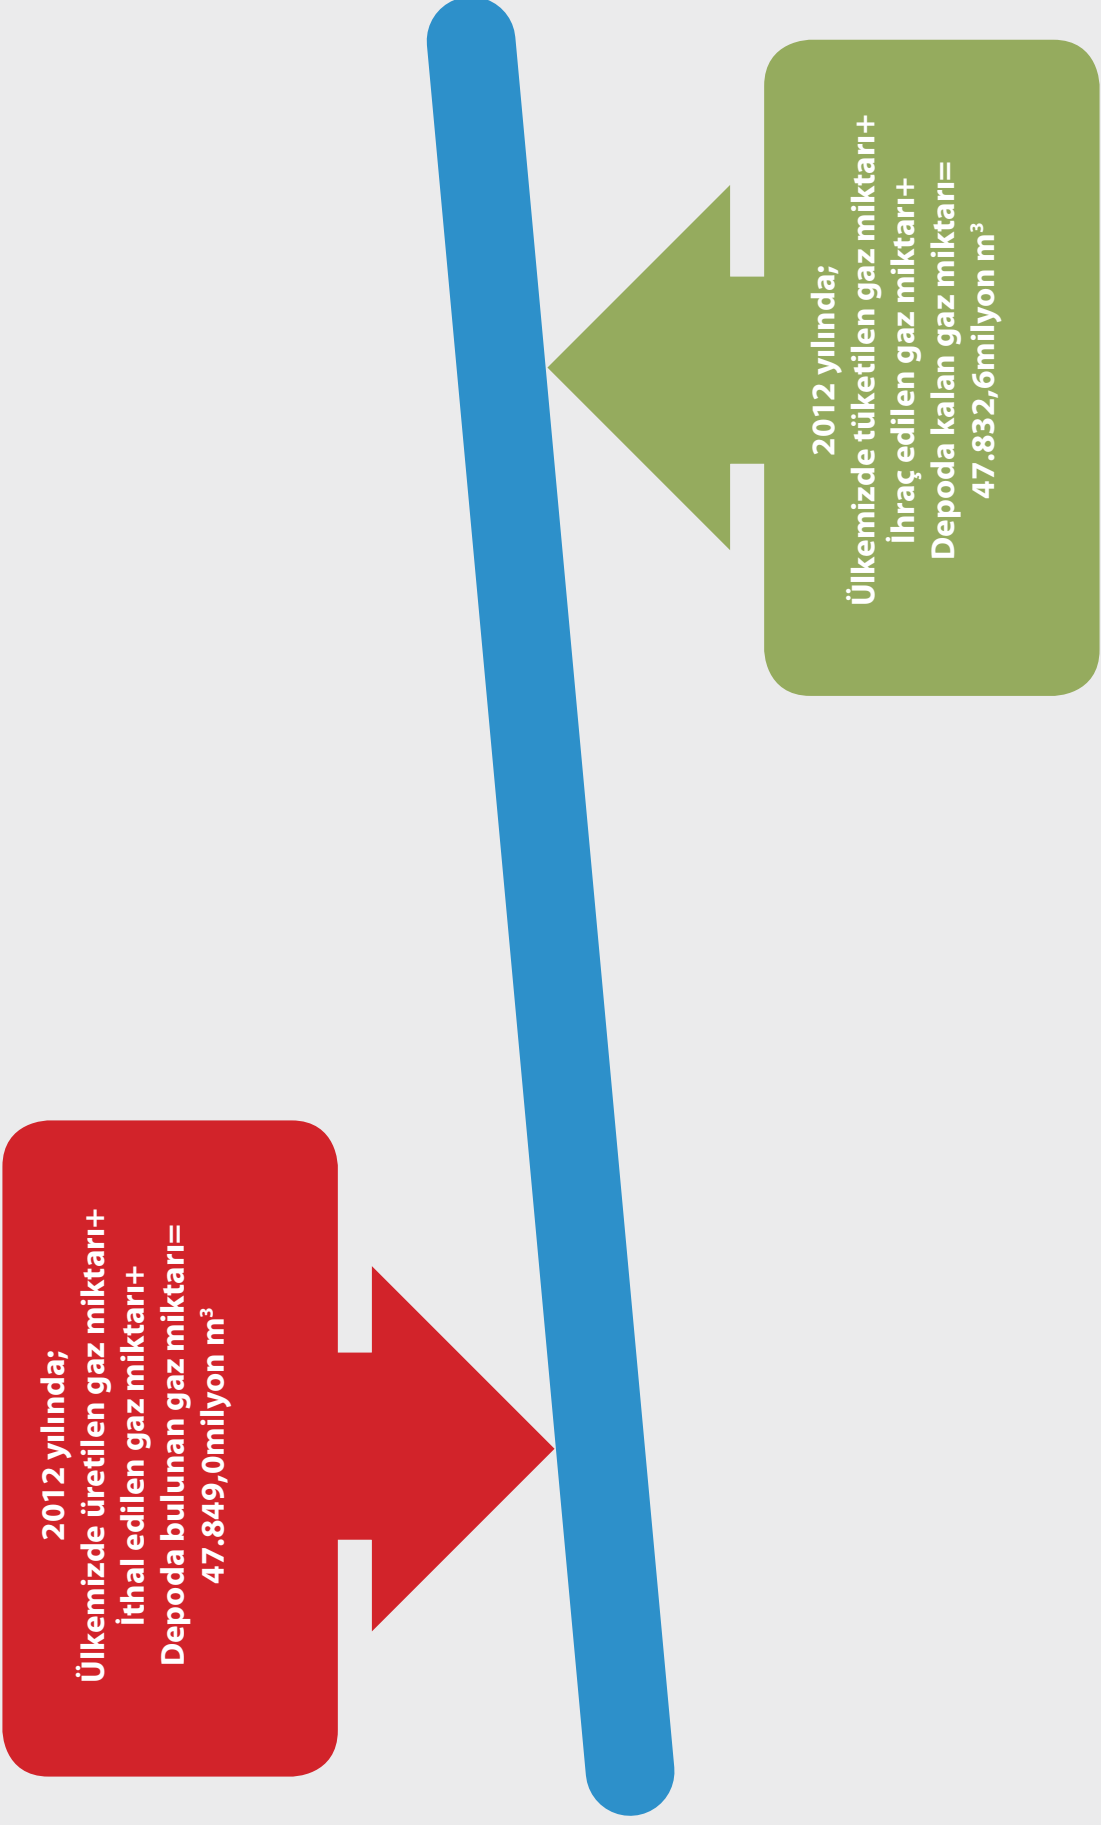 2012 yılında;
Ülkemizde üretilen gaz miktarı+
İthal edilen gaz miktarı+
Depoda bulunan gaz miktarı=
47.849,0milyon m³
2012 yılında;
Ülkemizde tüketilen gaz miktarı+
İhraç edilen gaz miktarı+
Depoda kalan gaz miktarı=
47.832,6milyon m³